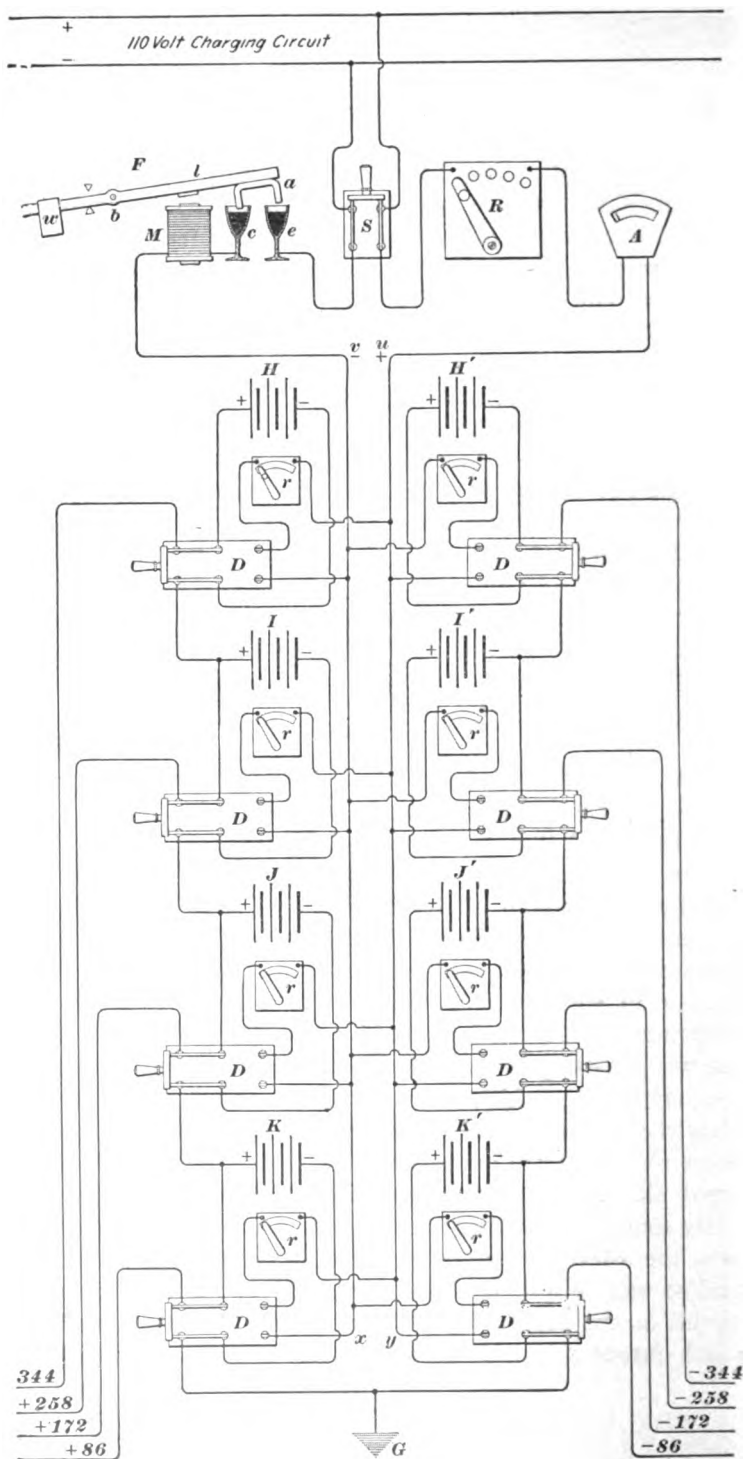 +
110 Volt Charging Circuit
−
F l a
w b M c e S R A
v u
− +
H H′
+ − + −
r r
D D
I I′
+ − + −
r r
D D
J J′
+ − + −
r r
D D
K K′
+ − + −
r r
D D
x y
344 −344
+258 −258
+172 −172
+86 −86
G